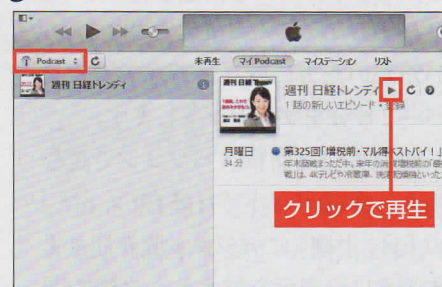 Podcast
未再生 マイPodcast マイステーション リスト
週刊 日経トレンディ
週刊 日経トレンディ
1 話の新しいエピソード・登録
月曜日
34 分
第325回「増税前・マル得ベストバイ！」
クリックで再生